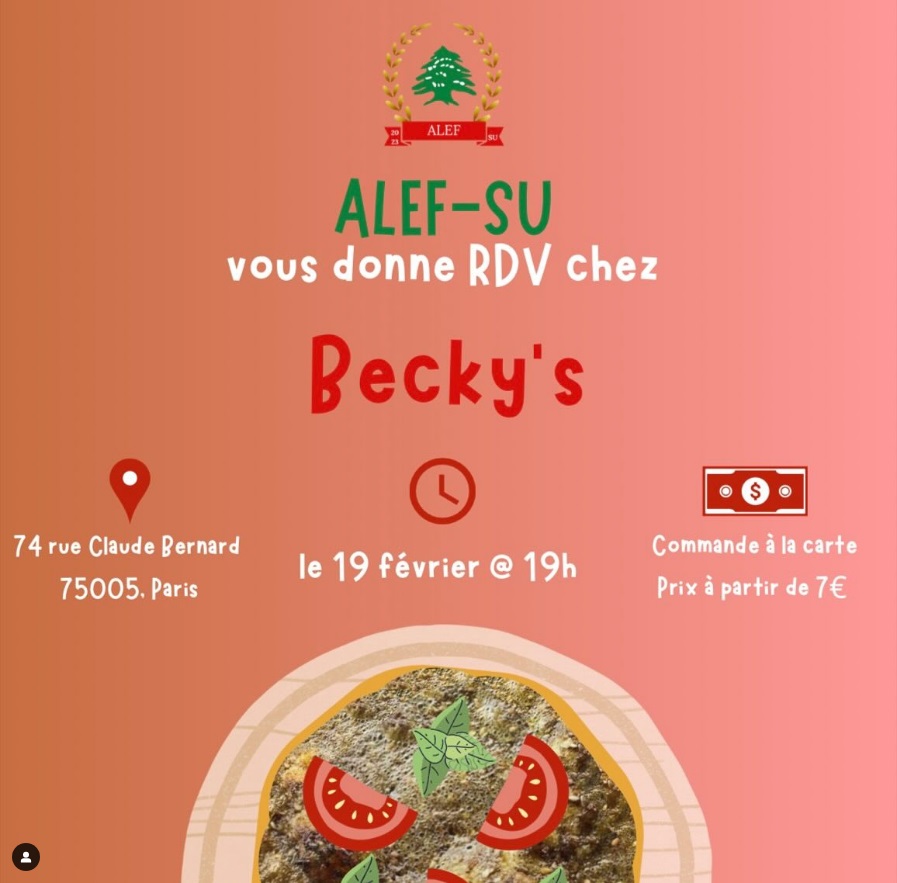 20
23
ALEF
SU
ALEF-SU
vous donne RDV chez
Becky's
74 rue Claude Bernard
75005, Paris
le 19 février @ 19h
$
Commande à la carte
Prix à partir de 7€